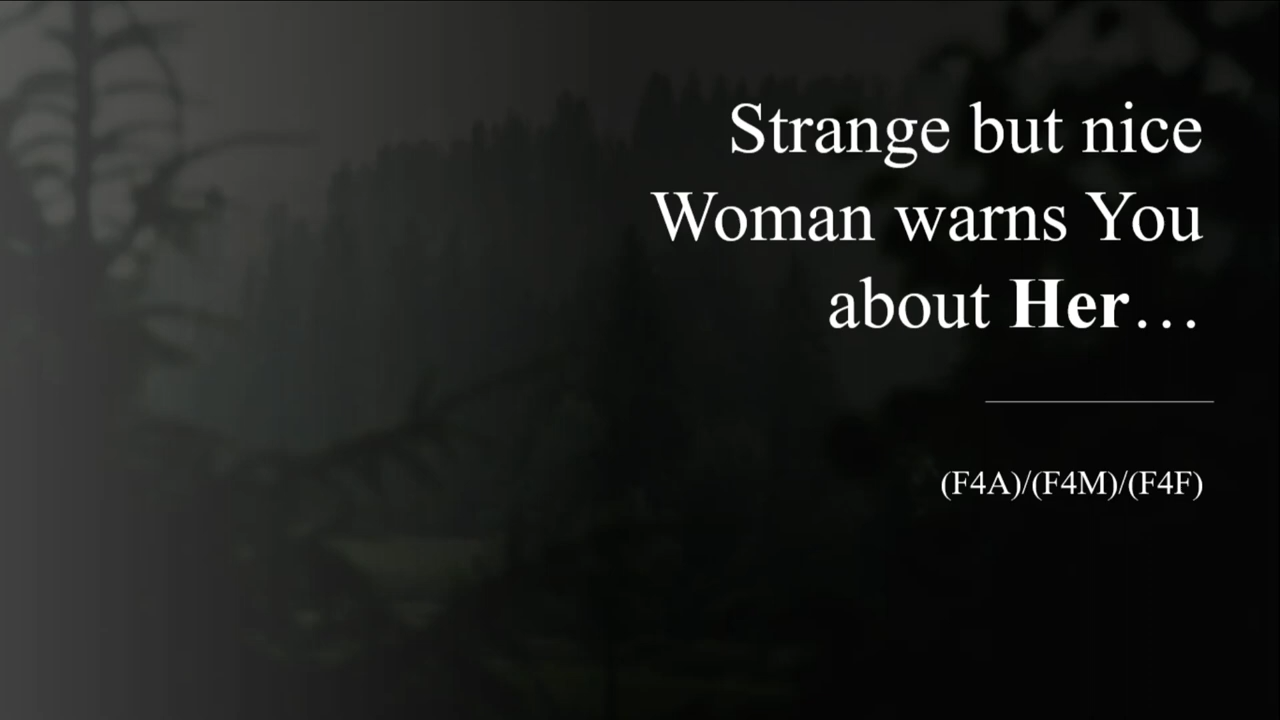 Strange but nice
Woman warns You
about Her…
(F4A)/(F4M)/(F4F)